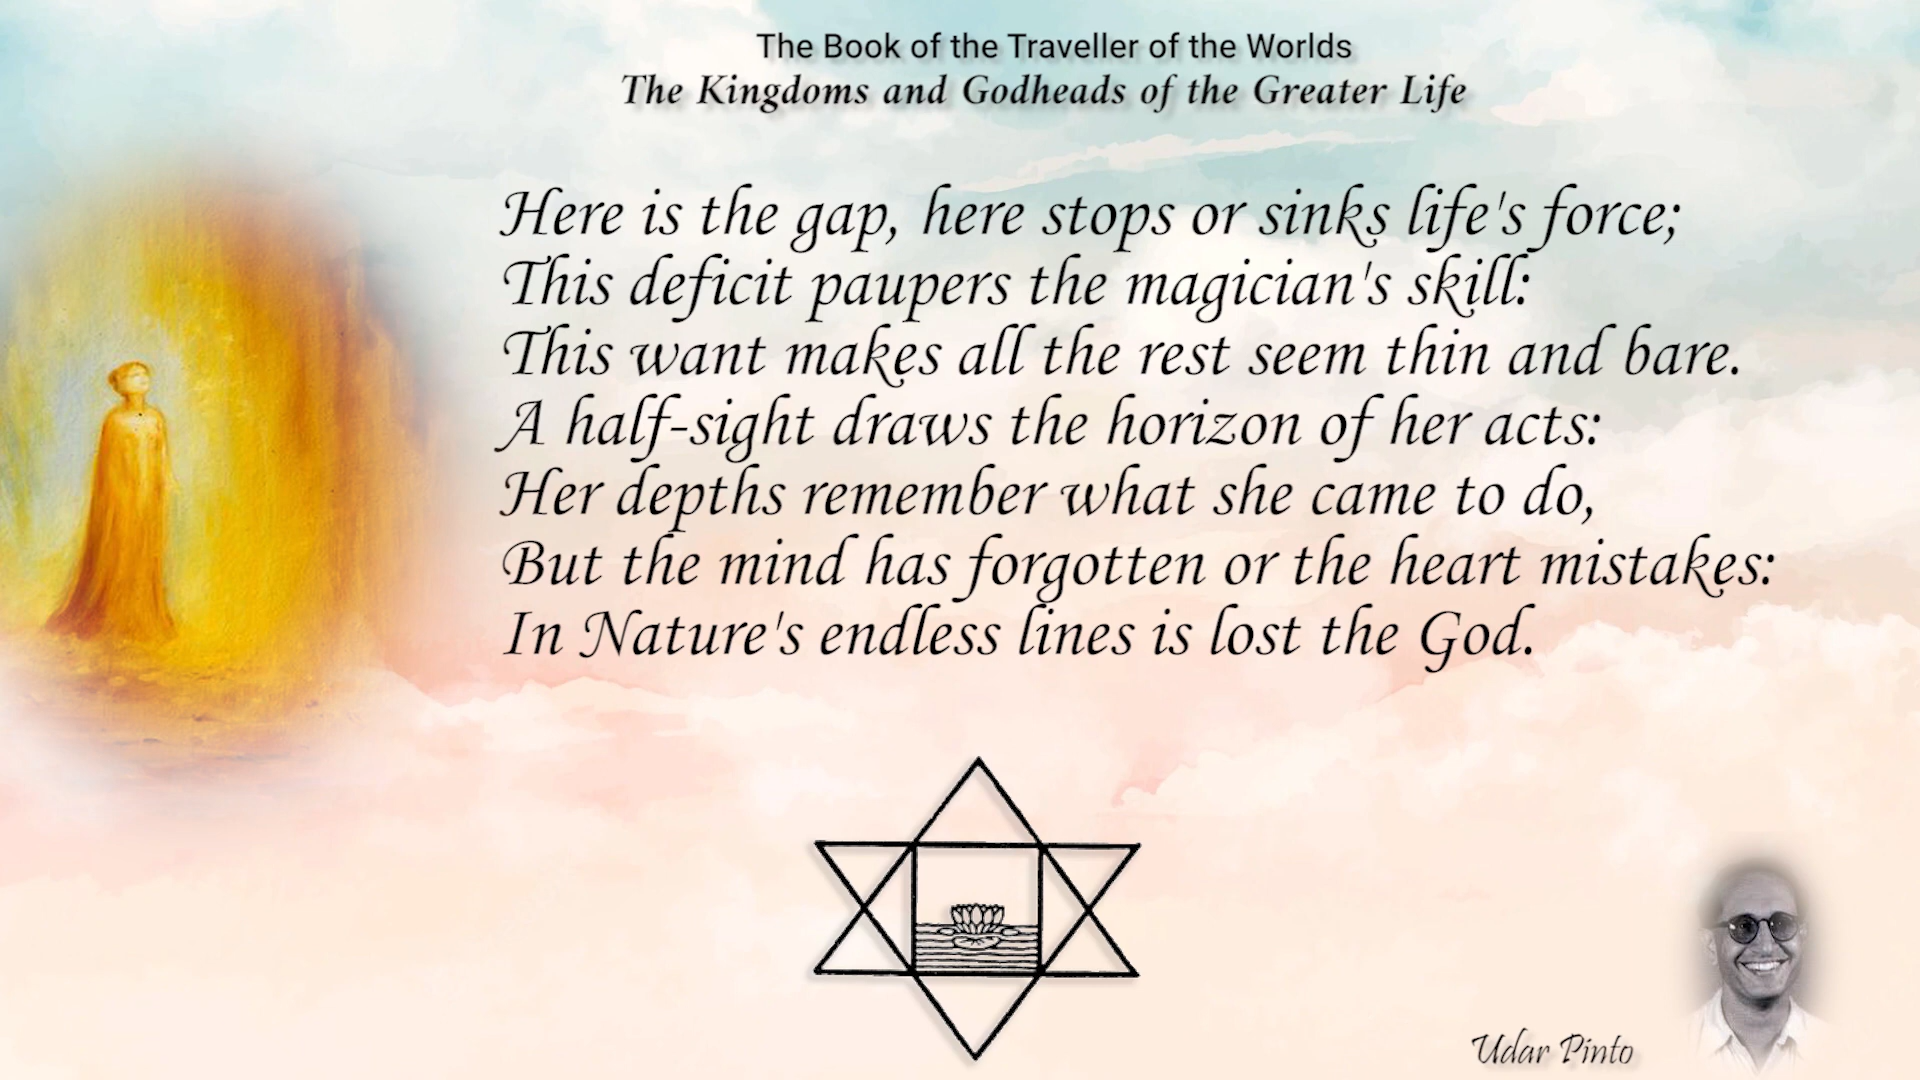 The Book of the Traveller of the Worlds
The Kingdoms and Godheads of the Greater Life
Here is the gap, here stops or sinks life's force;
This deficit paupers the magician's skill:
This want makes all the rest seem thin and bare.
A half-sight draws the horizon of her acts:
Her depths remember what she came to do,
But the mind has forgotten or the heart mistakes:
In Nature's endless lines is lost the God.
Udar Pinto